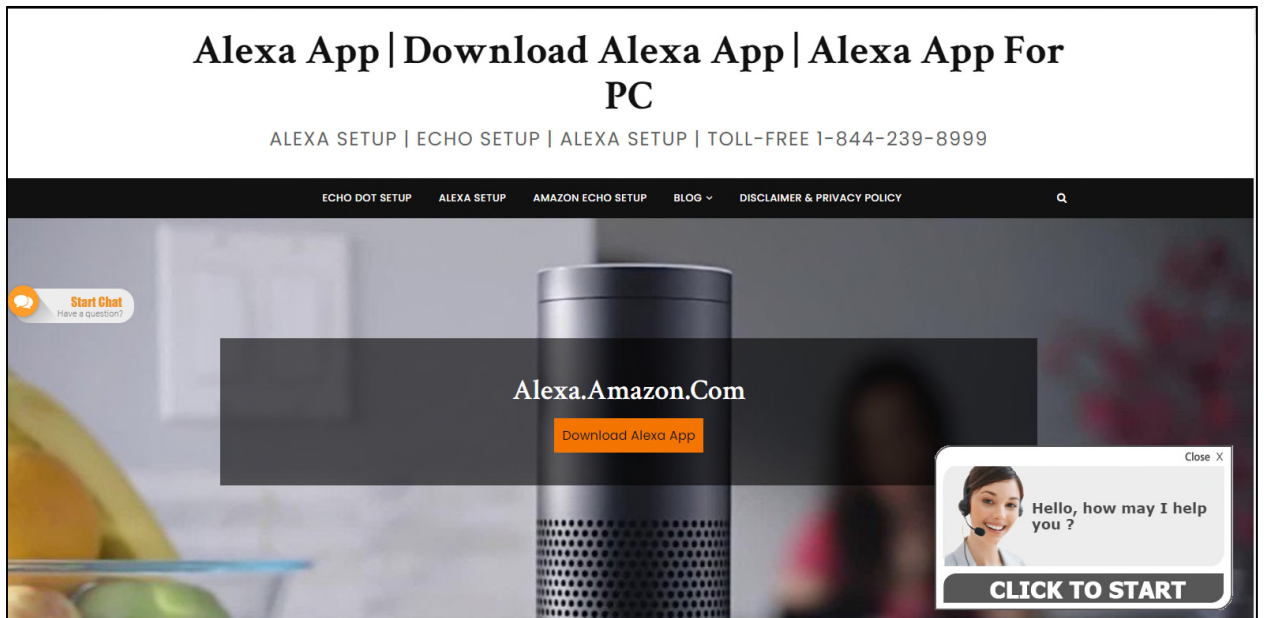 Alexa App | Download Alexa App | Alexa App For
PC
ALEXA SETUP | ECHO SETUP | ALEXA SETUP | TOLL-FREE 1-844-239-8999
ECHO DOT SETUP ALEXA SETUP AMAZON ECHO SETUP BLOG DISCLAIMER & PRIVACY POLICY
Start Chat
Have a question?
Alexa.Amazon.Com
Download Alexa App
Close X
Hello, how may I help
you ?
CLICK TO START